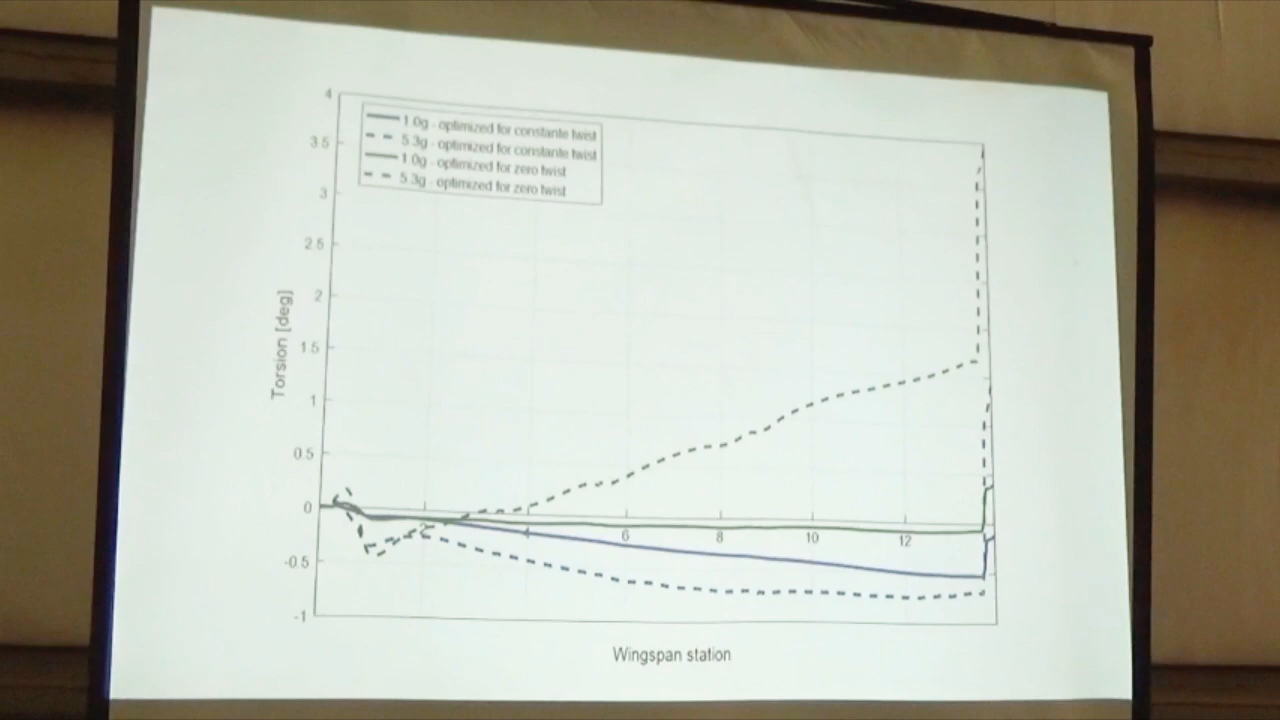 4
1.0g - optimized for constante twist
5.3g - optimized for constante twist
1.0g - optimized for zero twist
5.3g - optimized for zero twist
3.5
3
2.5
2
1.5
1
0.5
0
-0.5
-1
Torsion [deg]
2
4
6
8
10
12
Wingspan station